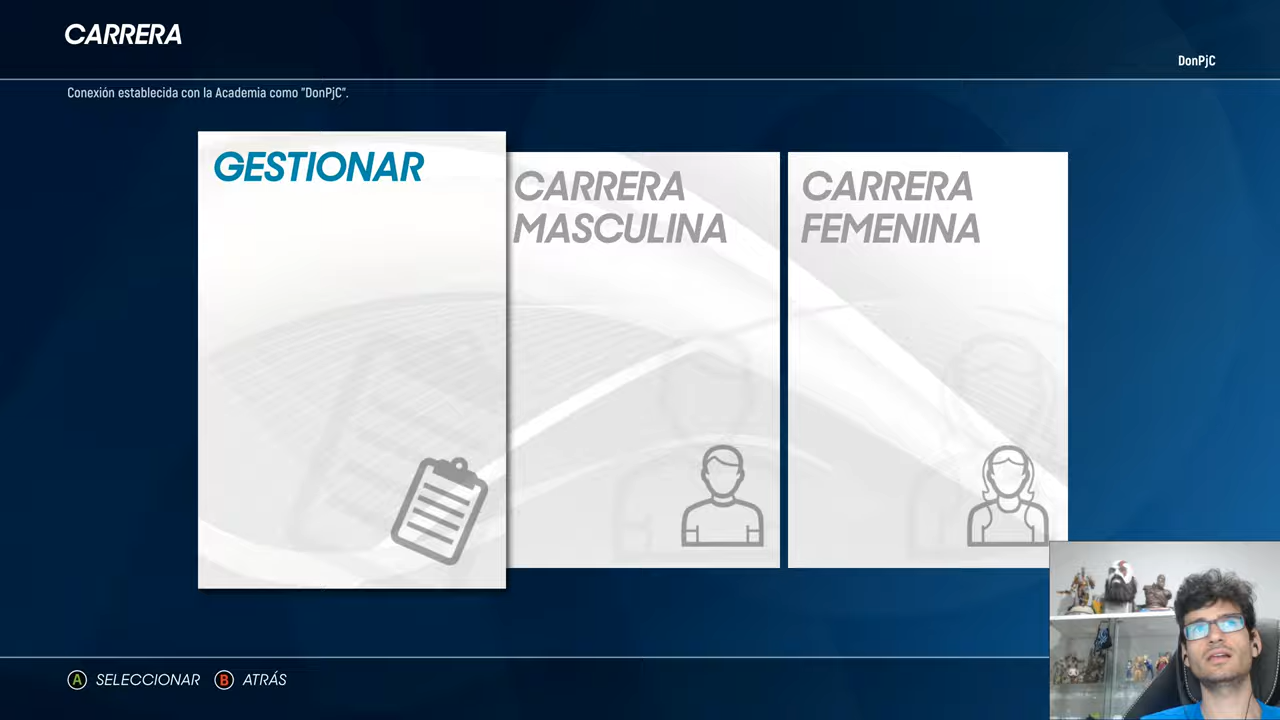 CARRERA
DonPjC
Conexión establecida con la Academia como "DonPjC".
GESTIONAR
CARRERA
MASCULINA
CARRERA
FEMENINA
A SELECCIONAR B ATRÁS